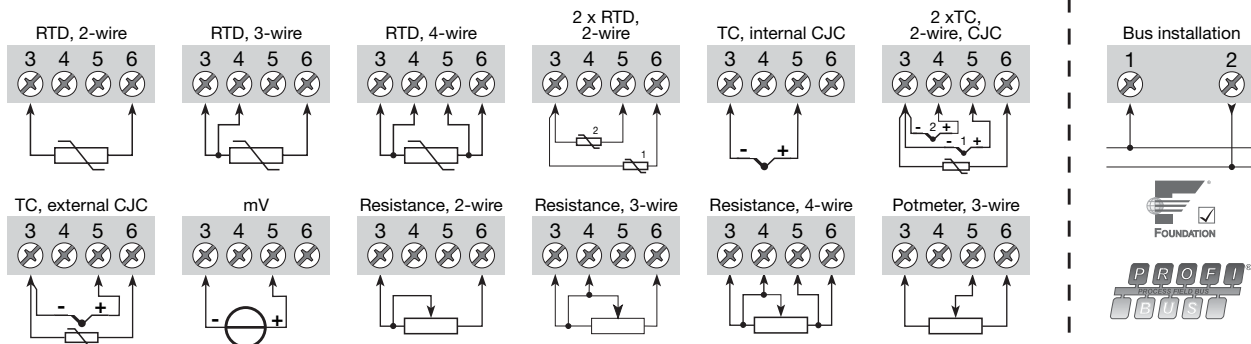 RTD, 2-wire
3 4 5 6
RTD, 3-wire
3 4 5 6
RTD, 4-wire
3 4 5 6
2 x RTD,
2-wire
3 4 5 6
2
1
TC, internal CJC
3 4 5 6
- +
2 xTC,
2-wire, CJC
3 4 5 6
- 2 +
- 1 +
Bus installation
1 2
TC, external CJC
3 4 5 6
- +
mV
3 4 5 6
- +
Resistance, 2-wire
3 4 5 6
Resistance, 3-wire
3 4 5 6
Resistance, 4-wire
3 4 5 6
Potmeter, 3-wire
3 4 5 6
FOUNDATION
PROFI®
PROCESS FIELD BUS
BUS